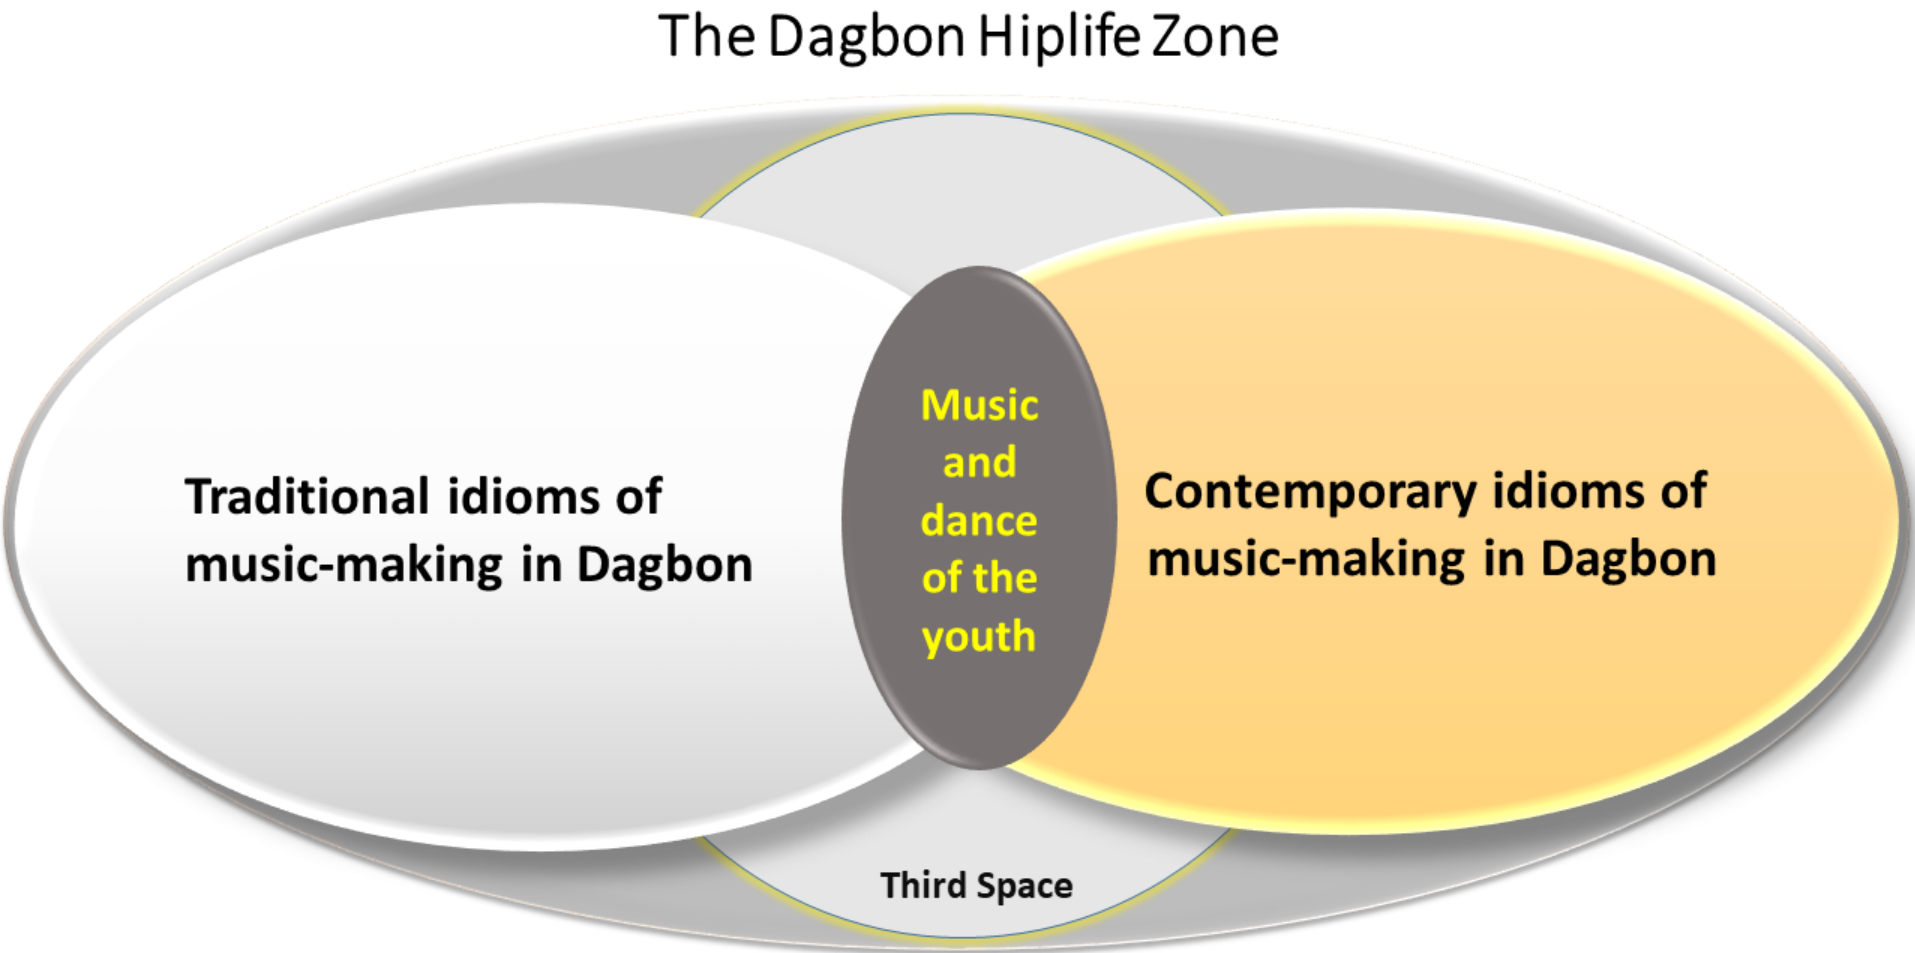 The Dagbon Hiplife Zone
Traditional idioms of
music-making in Dagbon
Music
and
dance
of the
youth
Contemporary idioms of
music-making in Dagbon
Third Space